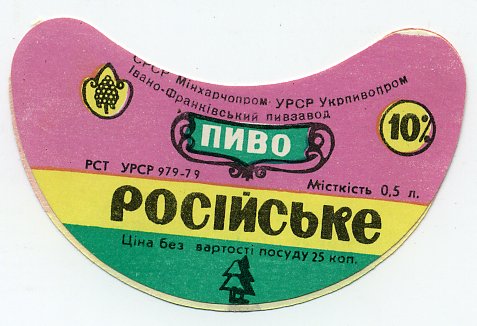 СРСР Мінхарчопром УРСР Укрпивопром
Івано-Франківський пивзавод
ПИВО
10%
РСТ УРСР 979-79
Місткість 0,5 л.
РОСІЙСЬКЕ
Ціна без вартості посуду 25 коп.